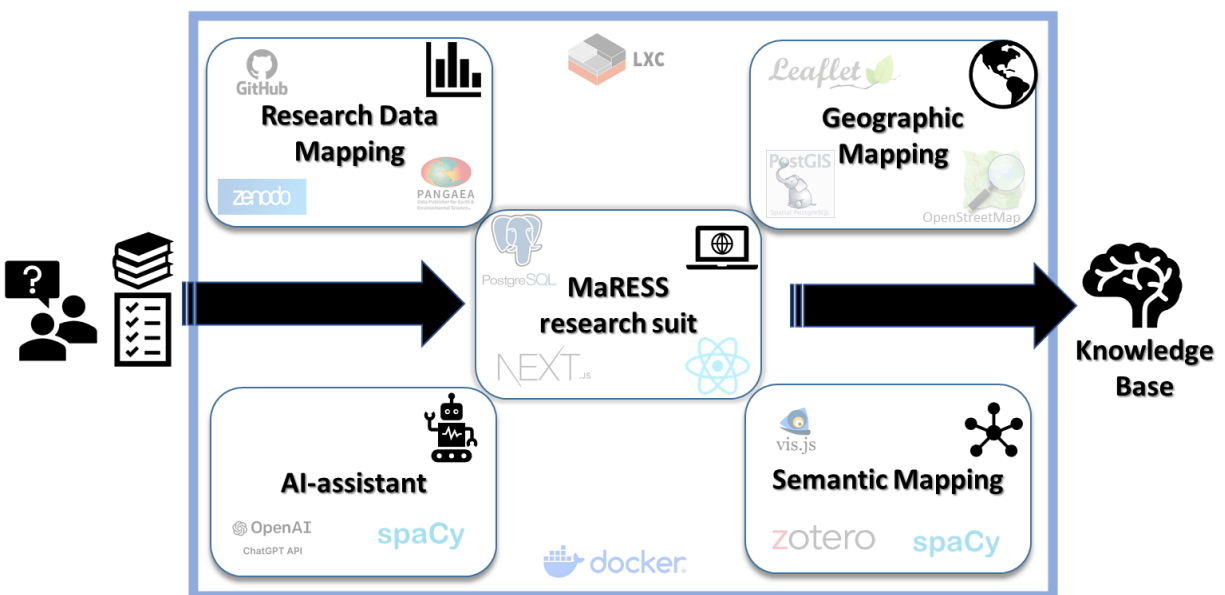 LXC
GitHub
Research Data
Mapping
zenodo
PANGAEA
Data Publisher for Earth &
Environmental Science
Leaflet
Geographic
Mapping
PostGIS
Spatial PostgreSQL
OpenStreetMap
?
PostgreSQL
MaRESS
research suit
NEXT.JS
Knowledge
Base
AI-assistant
OpenAI
ChatGPT API
spaCy
vis.js
Semantic Mapping
zotero
spaCy
docker